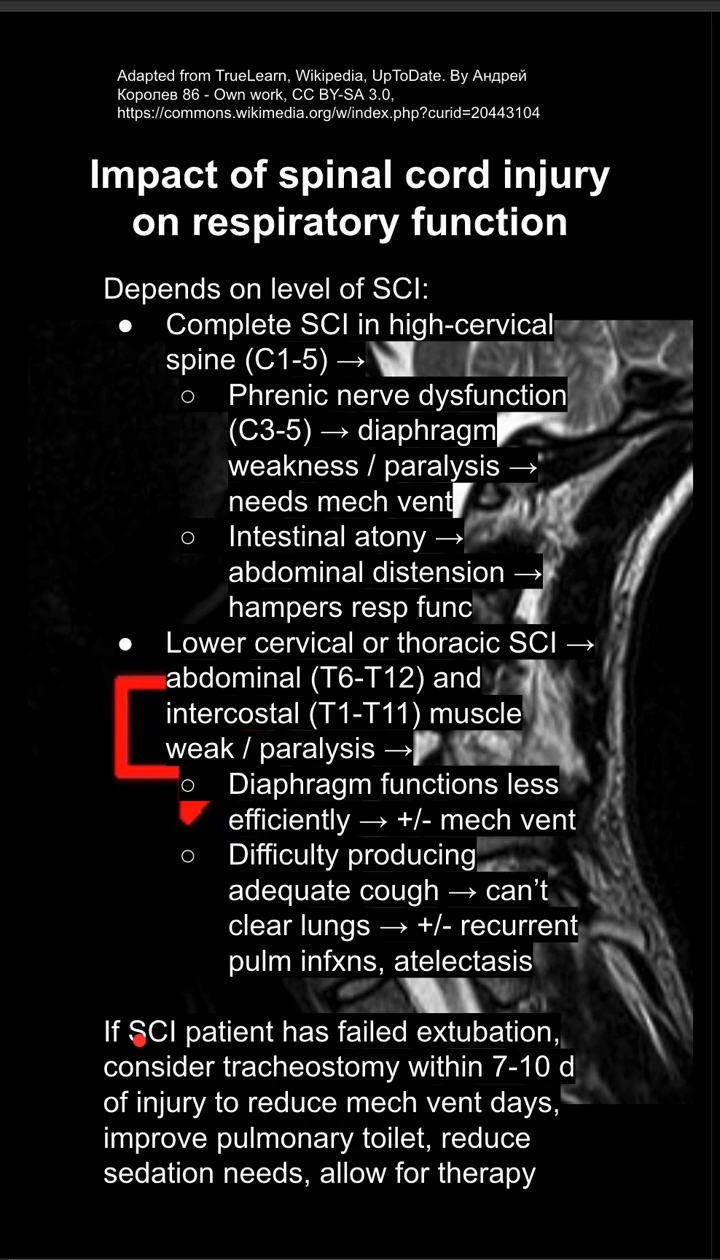 Adapted from TrueLearn, Wikipedia, UpToDate. By Андрей
Королев 86 - Own work, CC BY-SA 3.0,
https://commons.wikimedia.org/w/index.php?curid=20443104
Impact of spinal cord injury
on respiratory function
Depends on level of SCI:
● Complete SCI in high-cervical
spine (C1-5) →
○ Phrenic nerve dysfunction
(C3-5) → diaphragm
weakness / paralysis →
needs mech vent
○ Intestinal atony →
abdominal distension →
hampers resp func
● Lower cervical or thoracic SCI →
abdominal (T6-T12) and
intercostal (T1-T11) muscle
weak / paralysis →
○ Diaphragm functions less
efficiently → +/- mech vent
○ Difficulty producing
adequate cough → can’t
clear lungs → +/- recurrent
pulm infxns, atelectasis
If SCI patient has failed extubation,
consider tracheostomy within 7-10 d
of injury to reduce mech vent days,
improve pulmonary toilet, reduce
sedation needs, allow for therapy